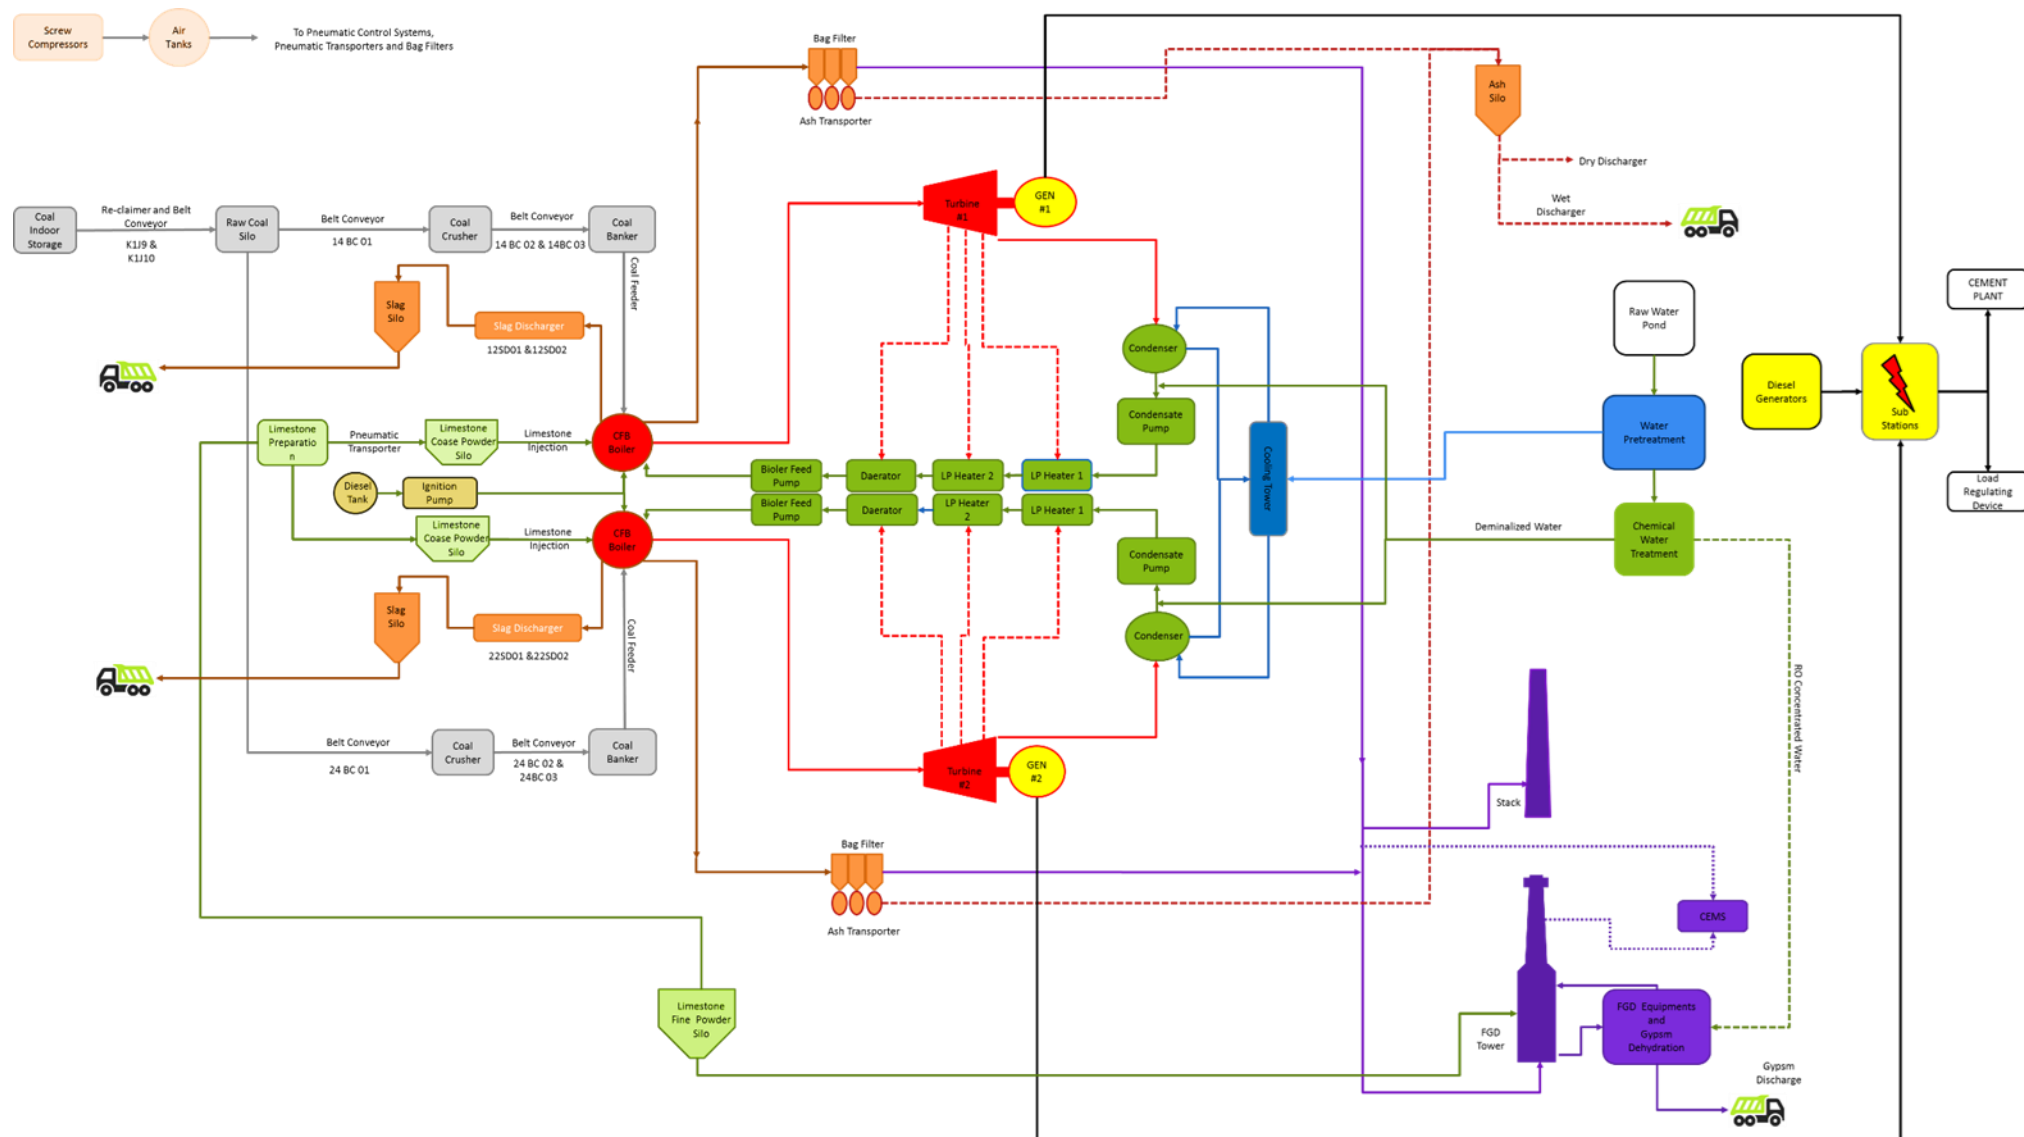 Screw
Compressors
Air
Tanks
To Pneumatic Control Systems,
Pneumatic Transporters and Bag Filters
Bag Filter
Ash Transporter
Ash
Silo
Dry Discharger
Wet
Discharger
Coal
Indoor
Storage
Re-claimer and Belt
Conveyor
K1J9 &
K1J10
Raw Coal
Silo
Belt Conveyor
14 BC 01
Coal
Crusher
Belt Conveyor
14 BC 02 & 14BC 03
Coal
Banker
Coal Feeder
Turbine
#1
GEN
#1
Slag
Silo
Slag Discharger
12SD01 &12SD02
Condenser
Condensate
Pump
Raw Water
Pond
CEMENT
PLANT
Diesel
Generators
Sub
Stations
Load
Regulating
Device
Water
Pretreatment
Limestone
Preparatio
n
Pneumatic
Transporter
Limestone
Coase Powder
Silo
Limestone
Injection
CFB
Boiler
Bioler Feed
Pump
Daerator
LP Heater 2
LP Heater 1
Cooling Tower
Diesel
Tank
Ignition
Pump
Bioler Feed
Pump
Daerator
LP Heater
2
LP Heater 1
Limestone
Coase Powder
Silo
Limestone
Injection
CFB
Boiler
Condensate
Pump
Deminalized Water
Chemical
Water
Treatment
Slag
Silo
Slag Discharger
22SD01 &22SD02
Coal Feeder
Condenser
RO Concentrated Water
Belt Conveyor
24 BC 01
Coal
Crusher
Belt Conveyor
24 BC 02 &
24BC 03
Coal
Banker
Turbine
#2
GEN
#2
Stack
Bag Filter
Ash Transporter
CEMS
Limestone
Fine Powder
Silo
FGD
Tower
FGD Equipments
and
Gypsm
Dehydration
Gypsm
Discharge